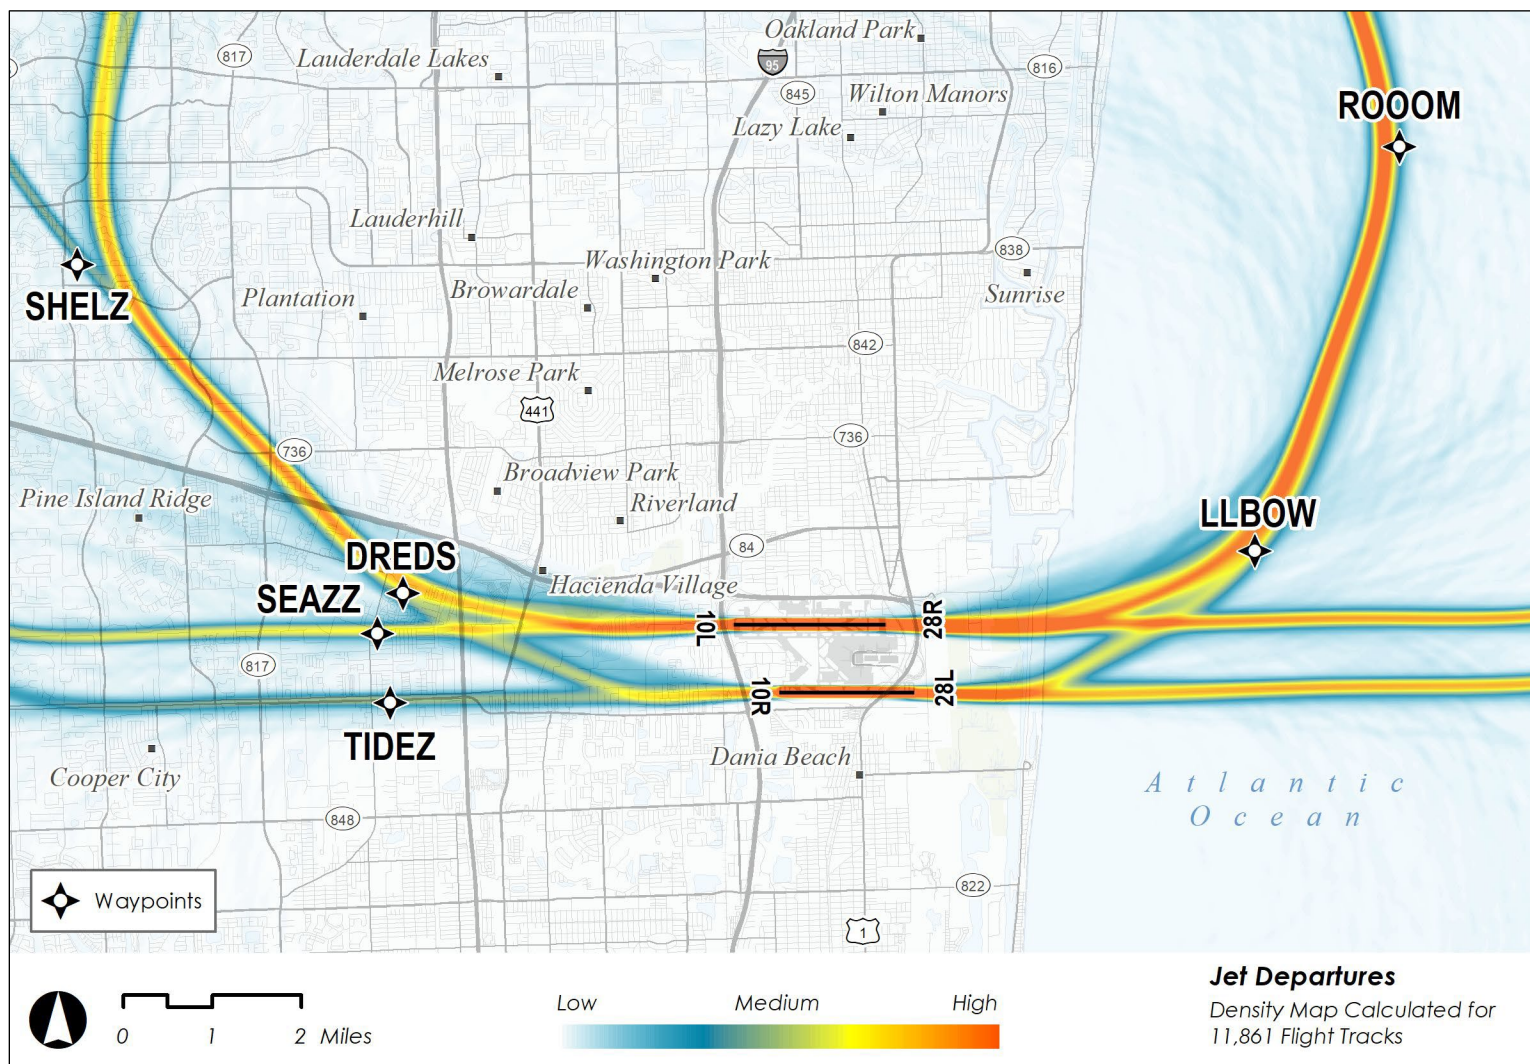 Oakland Park
817
Lauderdale Lakes
95
816
845
Wilton Manors
ROOOM
Lazy Lake
Lauderhill
838
Washington Park
SHELZ
Plantation
Browardale
Sunrise
842
Melrose Park
441
736
736
Broadview Park
Pine Island Ridge
Riverland
LLBOW
84
DREDS
SEAZZ
Hacienda Village
10L
28R
817
10R
28L
TIDEZ
Dania Beach
Cooper City
Atlantic
Ocean
848
822
Waypoints
1
Jet Departures
Low Medium High
Density Map Calculated for
0 1 2 Miles
11,861 Flight Tracks